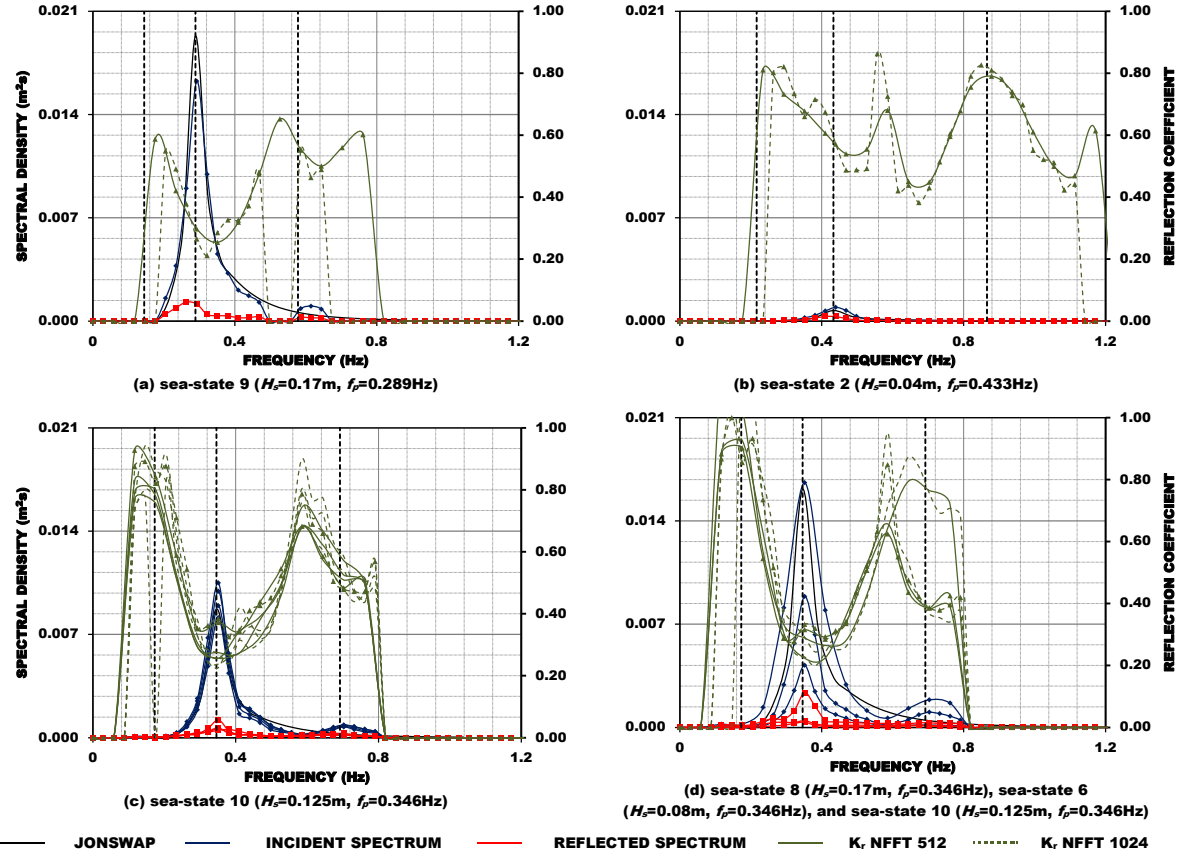 0.021
0.014
0.007
0.000
SPECTRAL DENSITY (m²s)
1.00
0.80
0.60
0.40
0.20
0.00
0 0.4 0.8 1.2
FREQUENCY (Hz)
(a) sea-state 9 (Hs=0.17m, fp=0.289Hz)
0.021
0.014
0.007
0.000
1.00
0.80
0.60
0.40
0.20
0.00
REFLECTION COEFFICIENT
0 0.4 0.8 1.2
FREQUENCY (Hz)
(b) sea-state 2 (Hs=0.04m, fp=0.433Hz)
0.021
0.014
0.007
0.000
SPECTRAL DENSITY (m²s)
1.00
0.80
0.60
0.40
0.20
0.00
0 0.4 0.8 1.2
FREQUENCY (Hz)
(c) sea-state 10 (Hs=0.125m, fp=0.346Hz)
0.021
0.014
0.007
0.000
1.00
0.80
0.60
0.40
0.20
0.00
REFLECTION COEFFICIENT
0 0.4 0.8 1.2
FREQUENCY (Hz)
(d) sea-state 8 (Hs=0.17m, fp=0.346Hz), sea-state 6
(Hs=0.08m, fp=0.346Hz), and sea-state 10 (Hs=0.125m, fp=0.346Hz)
JONSWAP INCIDENT SPECTRUM REFLECTED SPECTRUM Kr NFFT 512 Kr NFFT 1024